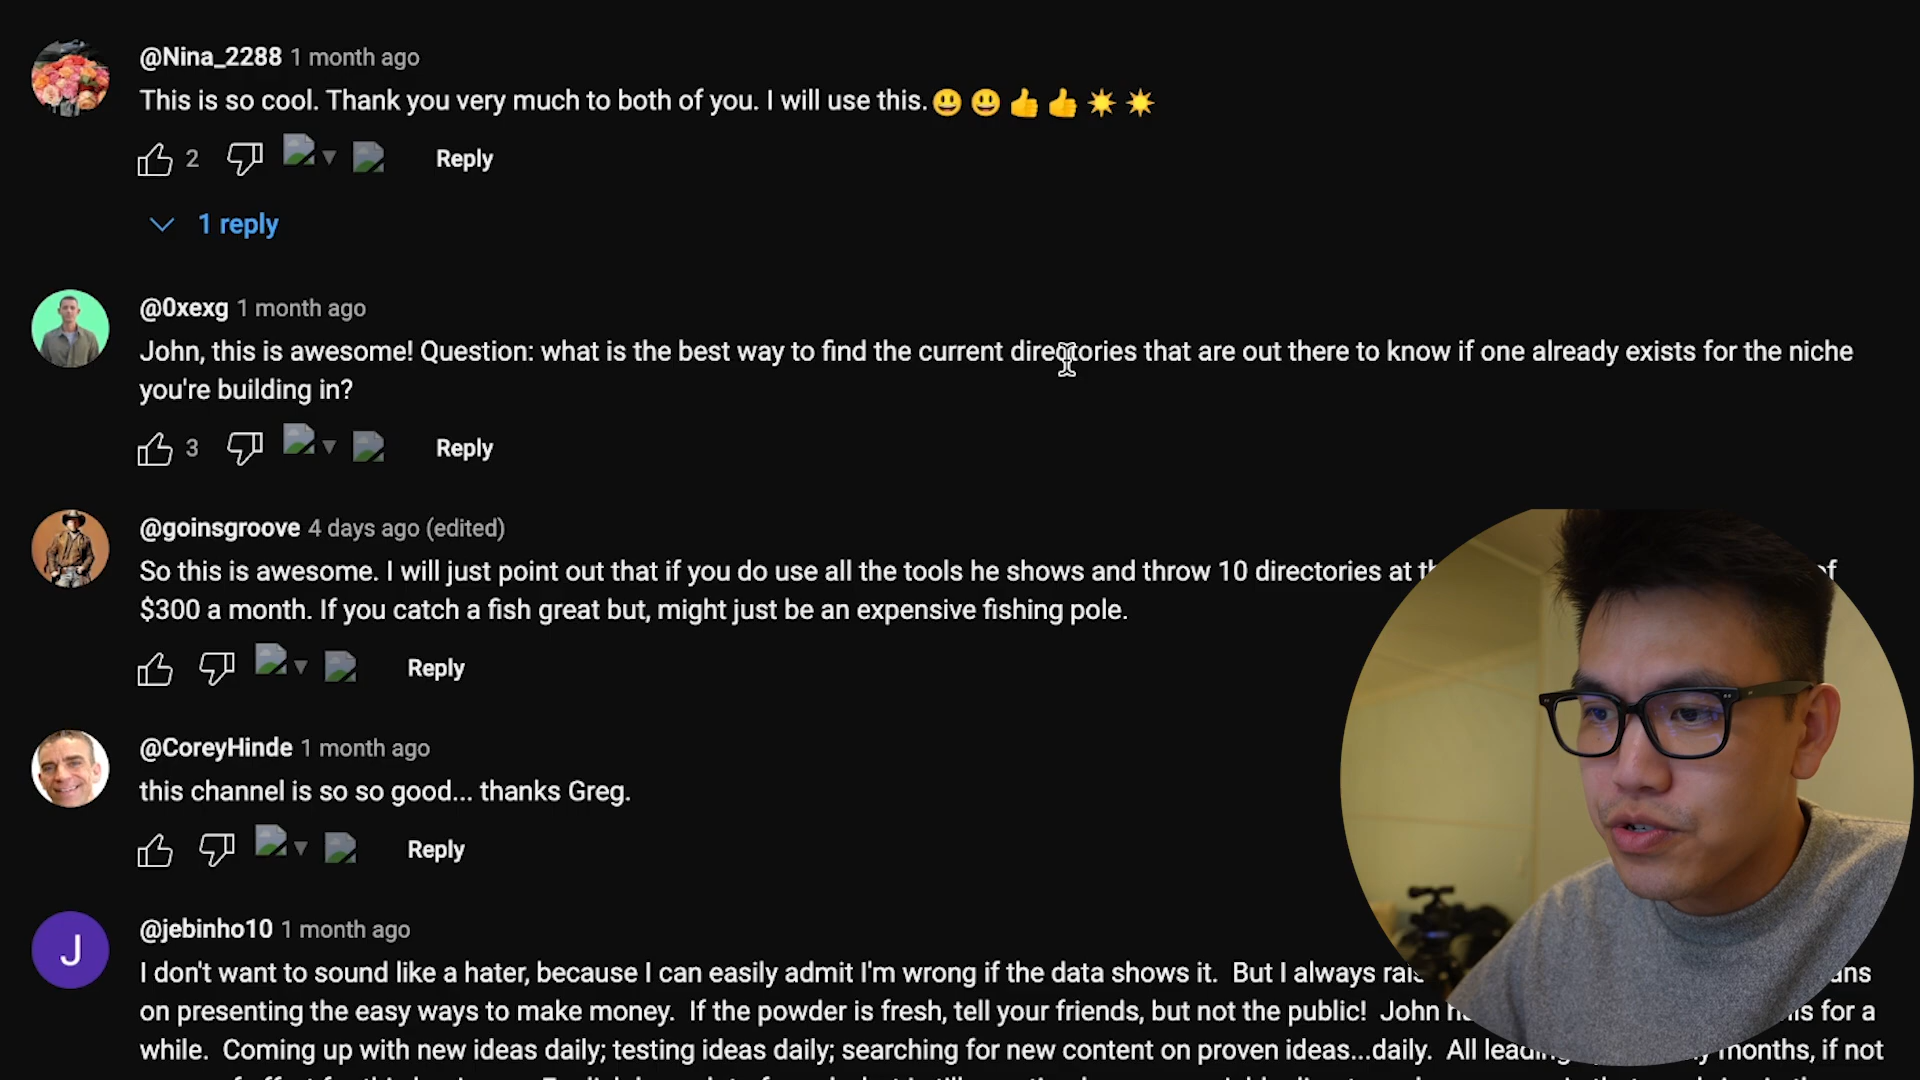 @Nina_2288 1 month ago
This is so cool. Thank you very much to both of you. I will use this.😃😃👍👍☀☀
2 Reply
1 reply
@0xexg 1 month ago
John, this is awesome! Question: what is the best way to find the current directories that are out there to know if one already exists for the niche
you're building in?
3 Reply
@goinsgroove 4 days ago (edited)
So this is awesome. I will just point out that if you do use all the tools he shows and throw 10 directories at of
$300 a month. If you catch a fish great but, might just be an expensive fishing pole.
Reply
@CoreyHinde 1 month ago
this channel is so so good... thanks Greg.
Reply
J
@jebinho10 1 month ago
I don't want to sound like a hater, because I can easily admit I'm wrong if the data shows it. But I always
on presenting the easy ways to make money. If the powder is fresh, tell your friends, but not the public! John for a
while. Coming up with new ideas daily; testing ideas daily; searching for new content on proven ideas...daily. All months, if not